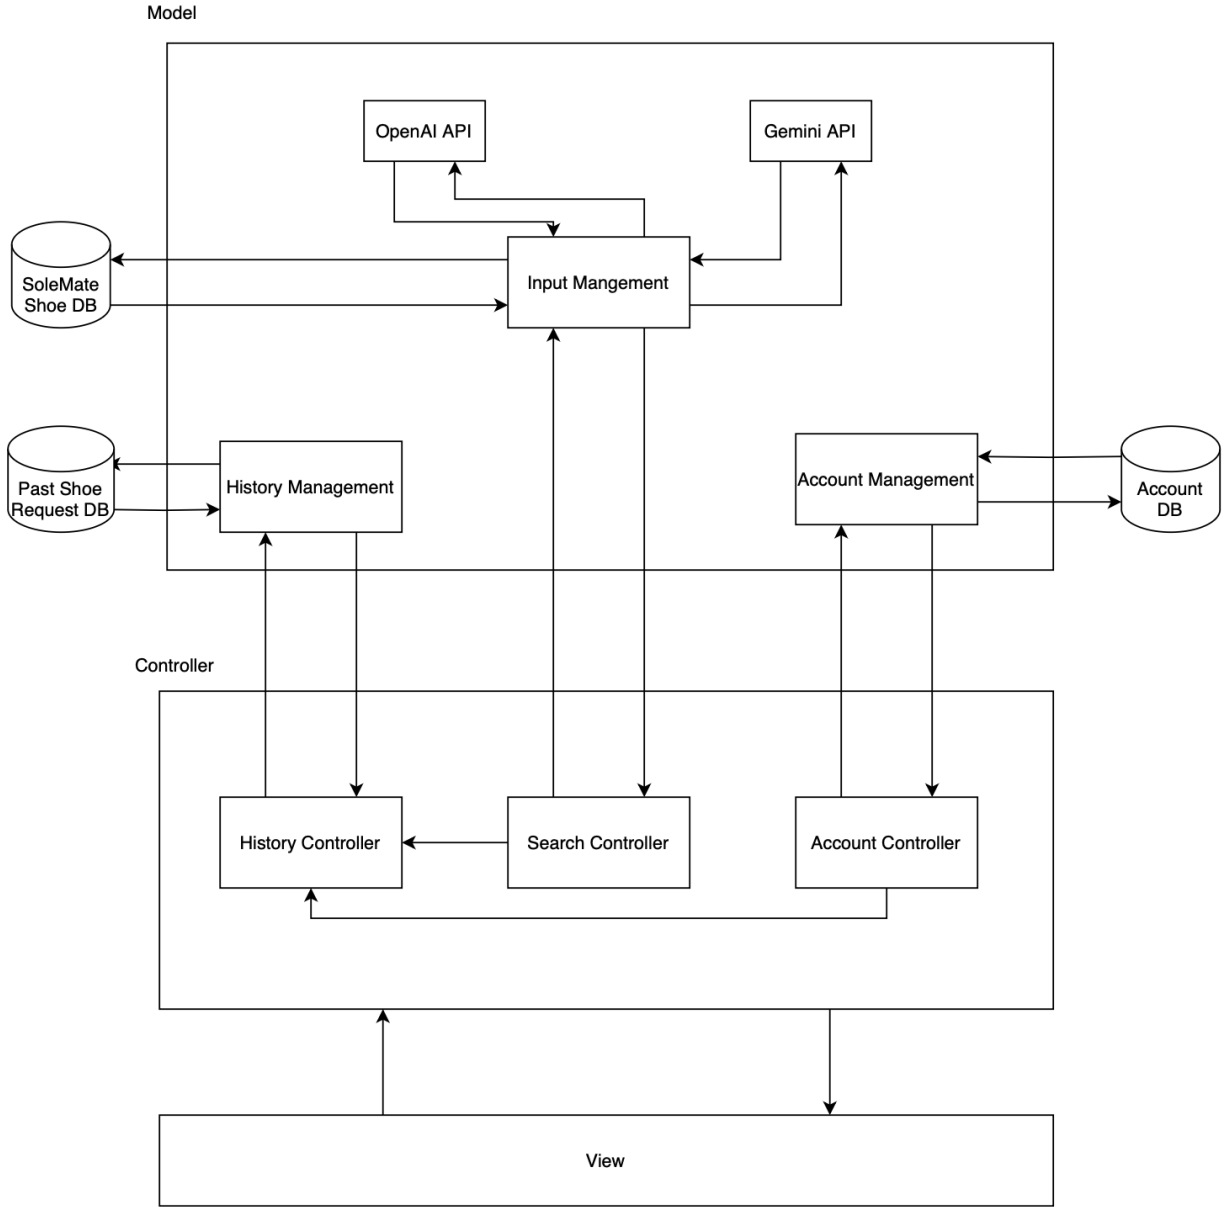 Model
OpenAI API
Gemini API
SoleMate
Shoe DB
Input Mangement
Past Shoe
Request DB
History Management
Account Management
Account
DB
Controller
History Controller
Search Controller
Account Controller
View